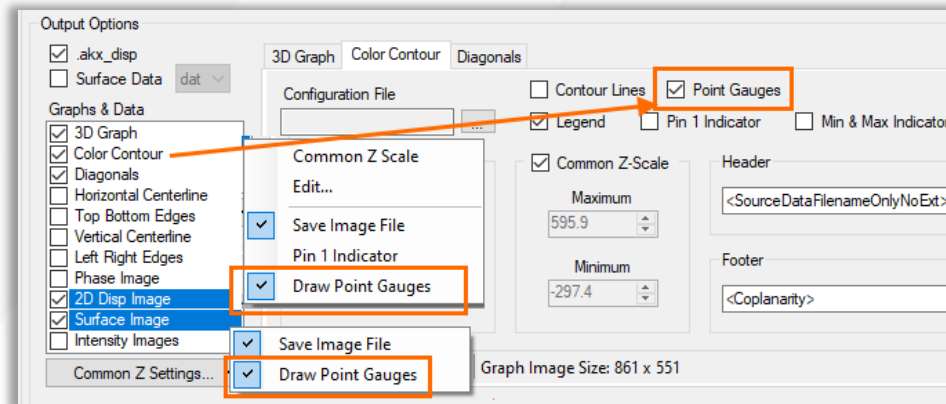 Output Options
.akx_disp
Surface Data dat
Graphs & Data
3D Graph
Color Contour
Diagonals
Horizontal Centerline
Top Bottom Edges
Vertical Centerline
Left Right Edges
Phase Image
2D Disp Image
Surface Image
Intensity Images
Common Z Settings...
3D Graph Color Contour Diagonals
Configuration File
...
Contour Lines Point Gauges
Legend Pin 1 Indicator Min & Max Indicator
Common Z Scale
Edit...
Save Image File
Pin 1 Indicator
Draw Point Gauges
Save Image File
Draw Point Gauges
Common Z-Scale
Maximum
595.9
Minimum
-297.4
Header
<SourceDataFilenameOnlyNoExt>
Footer
<Coplanarity>
Graph Image Size: 861 x 551